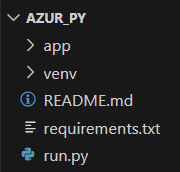 AZUR_PY
app
venv
README.md
requirements.txt
run.py